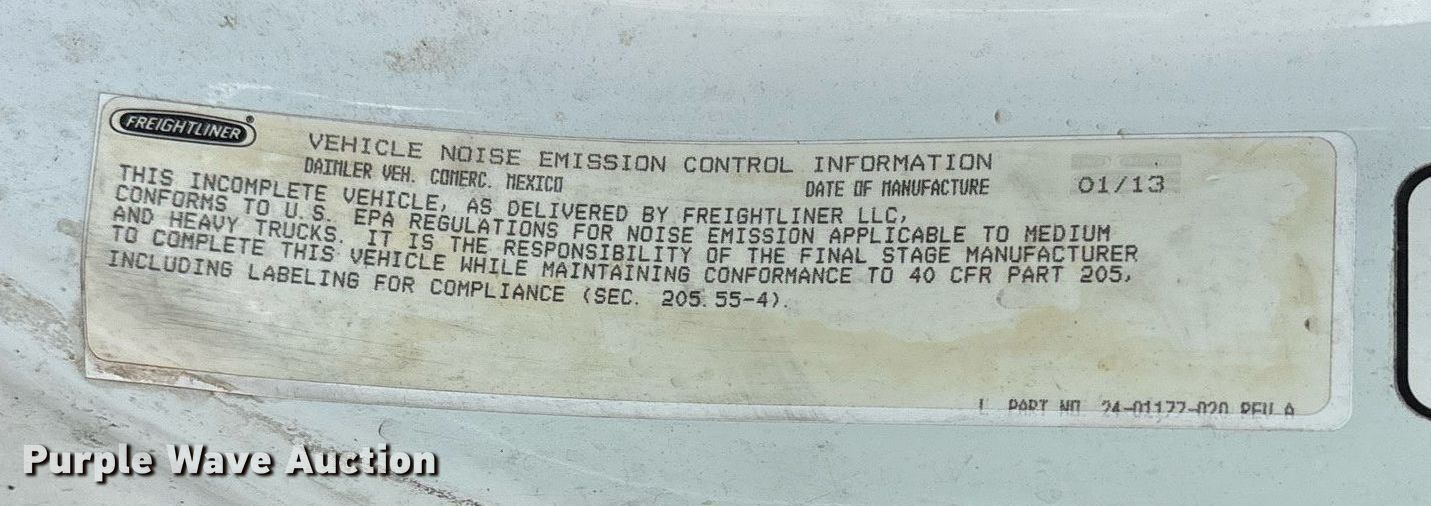 FREIGHTLINER
VEHICLE NOISE EMISSION CONTROL INFORMATION
DAIMLER VEH. COMERC. MEXICO DATE OF MANUFACTURE 01/13
THIS INCOMPLETE VEHICLE, AS DELIVERED BY FREIGHTLINER LLC,
CONFORMS TO U.S. EPA REGULATIONS FOR NOISE EMISSION APPLICABLE TO MEDIUM
AND HEAVY TRUCKS. IT IS THE RESPONSIBILITY OF THE FINAL STAGE MANUFACTURER
TO COMPLETE THIS VEHICLE WHILE MAINTAINING CONFORMANCE TO 40 CFR PART 205,
INCLUDING LABELING FOR COMPLIANCE (SEC. 205.55-4).
PART NO 24-01177-020 REV A
Purple Wave Auction